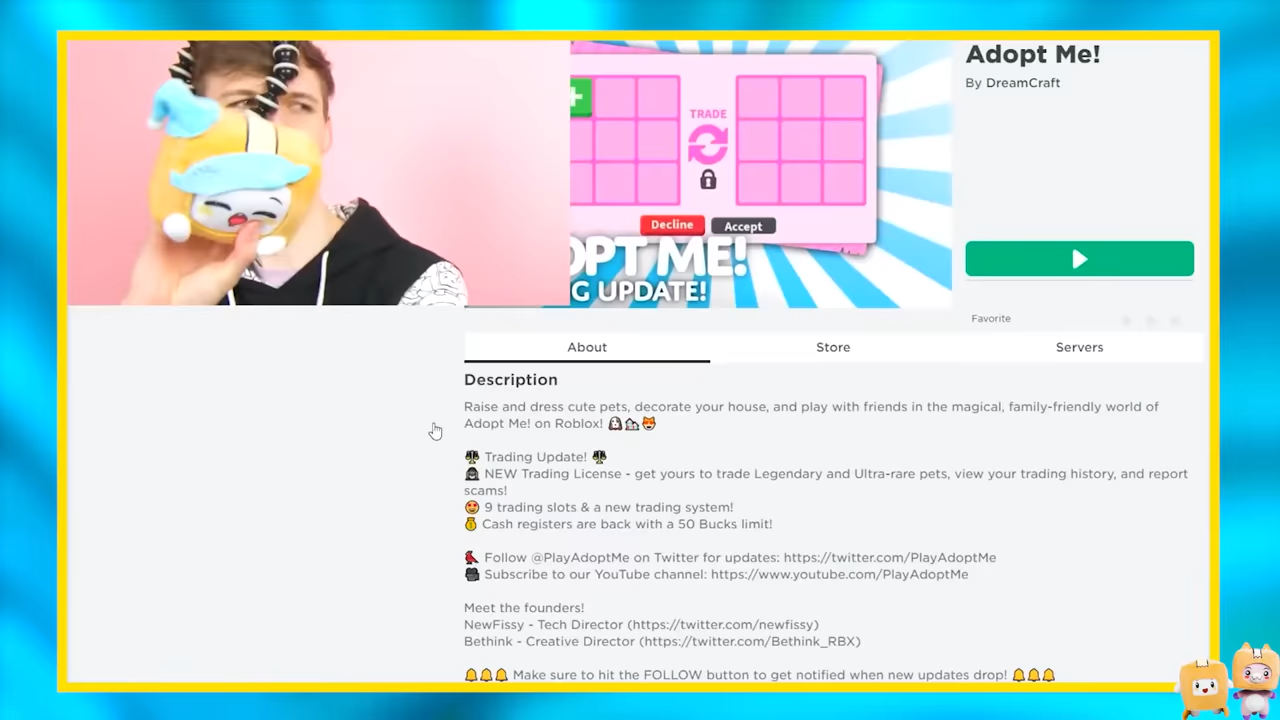 Adopt Me!
By DreamCraft
TRADE
Decline
Accept
OPT ME!
G UPDATE!
Favorite
About
Store
Servers
Description
Raise and dress cute pets, decorate your house, and play with friends in the magical, family-friendly world of
Adopt Me! on Roblox! 🐶🏠🦊
Trading Update!
NEW Trading License - get yours to trade Legendary and Ultra-rare pets, view your trading history, and report
scams!
9 trading slots & a new trading system!
💰 Cash registers are back with a 50 Bucks limit!
Follow @PlayAdoptMe on Twitter for updates: https://twitter.com/PlayAdoptMe
🎥 Subscribe to our YouTube channel: https://www.youtube.com/PlayAdoptMe
Meet the founders!
NewFissy - Tech Director (https://twitter.com/newfissy)
Bethink - Creative Director (https://twitter.com/Bethink_RBX)
🔔🔔🔔 Make sure to hit the FOLLOW button to get notified when new updates drop! 🔔🔔🔔